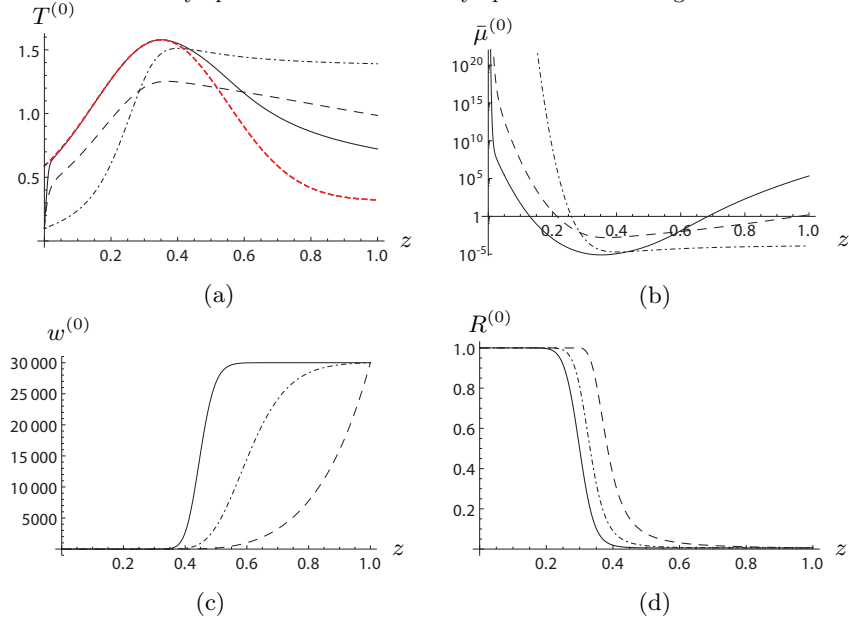 T^{(0)}
1.5
1.0
0.5
0.2 0.4 0.6 0.8 1.0 z
(a)
\bar{μ}^{(0)}
10^{20}
10^{15}
10^{10}
10^{5}
1
10^{-5}
0.2 0.4 0.6 0.8 1.0 z
(b)
w^{(0)}
30 000
25 000
20 000
15 000
10 000
5000
0.2 0.4 0.6 0.8 1.0 z
(c)
R^{(0)}
1.0
0.8
0.6
0.4
0.2
0.2 0.4 0.6 0.8 1.0 z
(d)